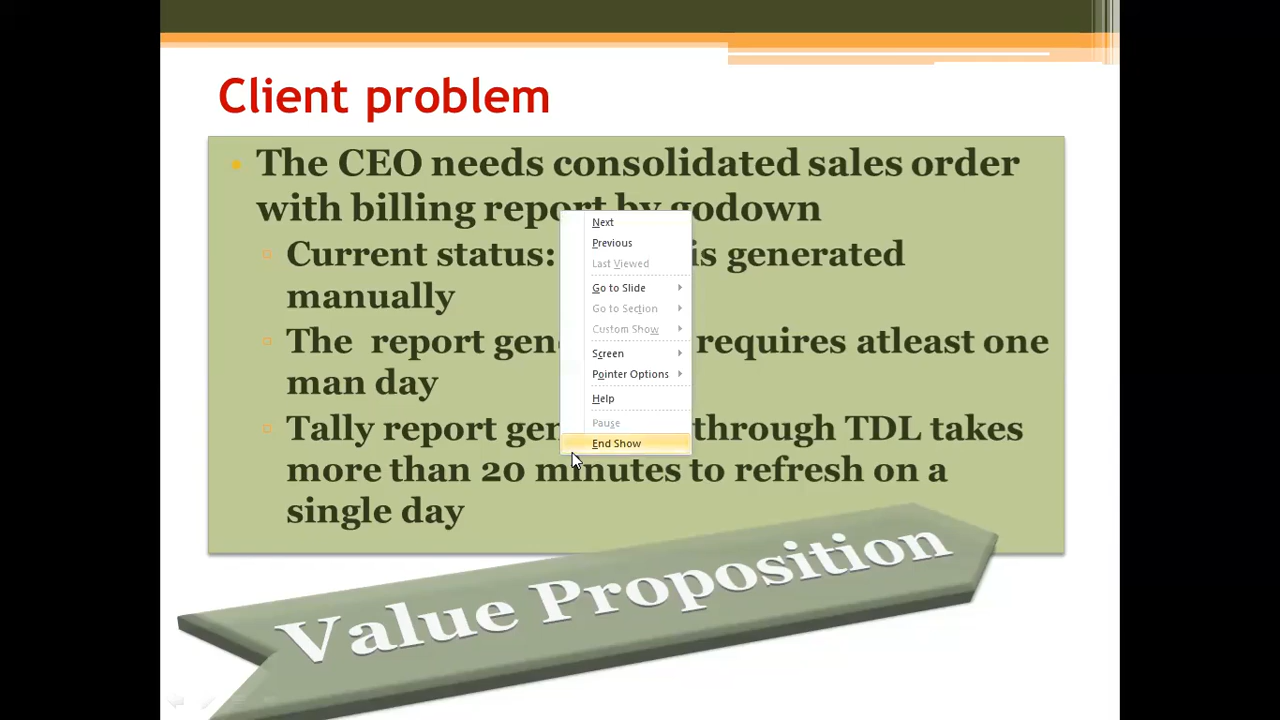 Client problem
The CEO needs consolidated sales order
with billing report by godown
Current status: is generated
manually
The report gen requires atleast one
man day
Tally report gen through TDL takes
more than 20 minutes to refresh on a
single day
Next
Previous
Last Viewed
Go to Slide
Go to Section
Custom Show
Screen
Pointer Options
Help
Pause
End Show
Value Proposition